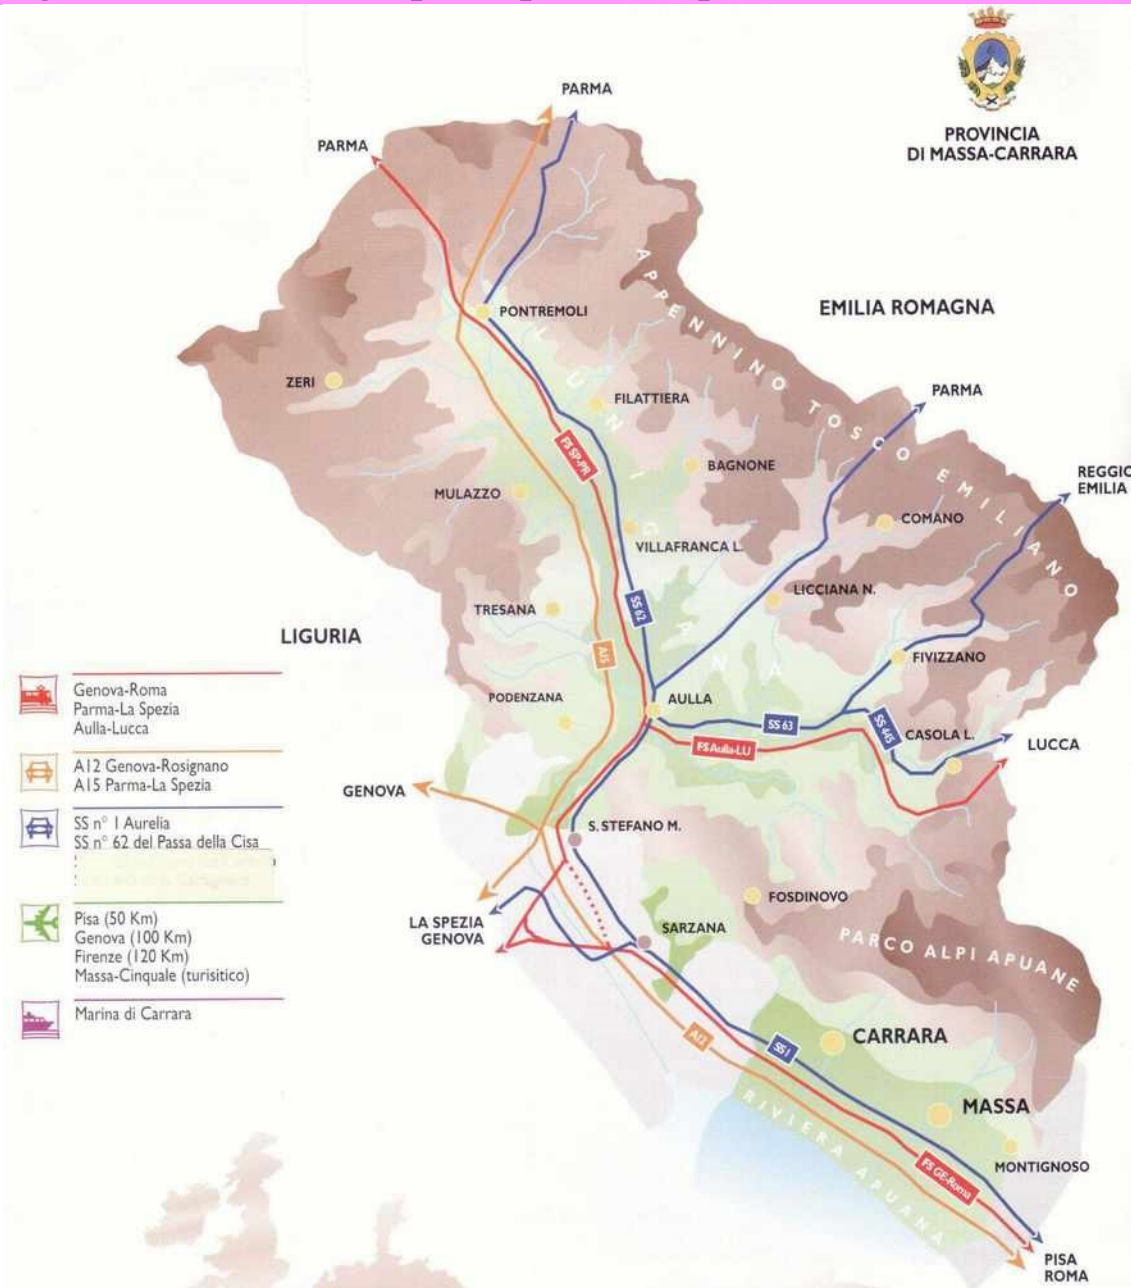 PROVINCIA
DI MASSA-CARRARA
PARMA
PARMA
EMILIA ROMAGNA
APPENNINO TOSCO EMILIANO
PONTREMOLI
LUNIGIANA
ZERI
FILATTIERA
PARMA
FS SP-PR
BAGNONE
REGGIO
EMILIA
MULAZZO
COMANO
VILLAFRANCA L.
LICCIANA N.
TRESANA
SS 62
LIGURIA
A15
FIVIZZANO
PODENZANA
AULLA
SS 63
SS 445
CASOLA L.
FS Aulla-LU
LUCCA
Genova-Roma
Parma-La Spezia
Aulla-Lucca
A12 Genova-Rosignano
A15 Parma-La Spezia
SS n° 1 Aurelia
SS n° 62 del Passa della Cisa
Pisa (50 Km)
Genova (100 Km)
Firenze (120 Km)
Massa-Cinquale (turisitico)
Marina di Carrara
GENOVA
S. STEFANO M.
FOSDINOVO
LA SPEZIA
GENOVA
SARZANA
PARCO ALPI APUANE
A12
SS 1
CARRARA
MASSA
RIVIERA APUANA
FS GE-Roma
MONTIGNOSO
PISA
ROMA